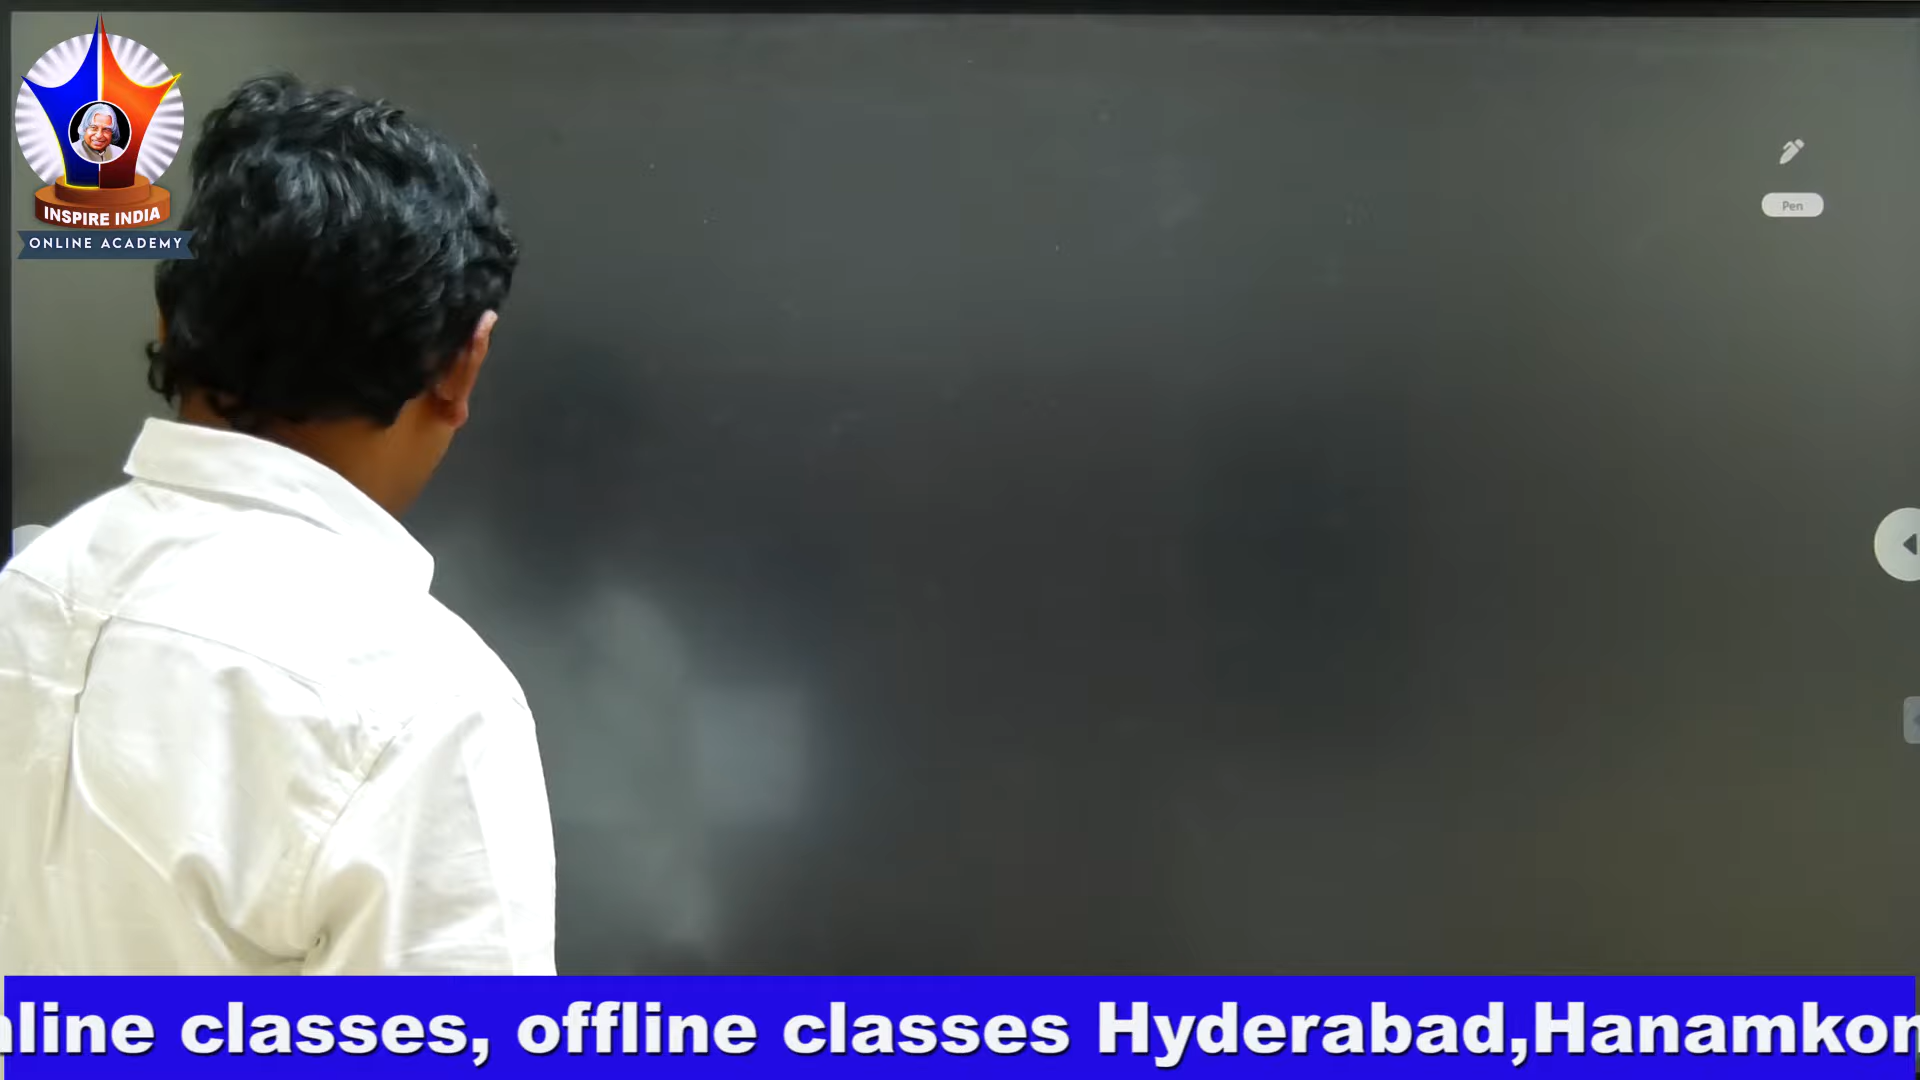 INSPIRE INDIA
ONLINE ACADEMY
Pen
line classes, offline classes Hyderabad,Hanamkon